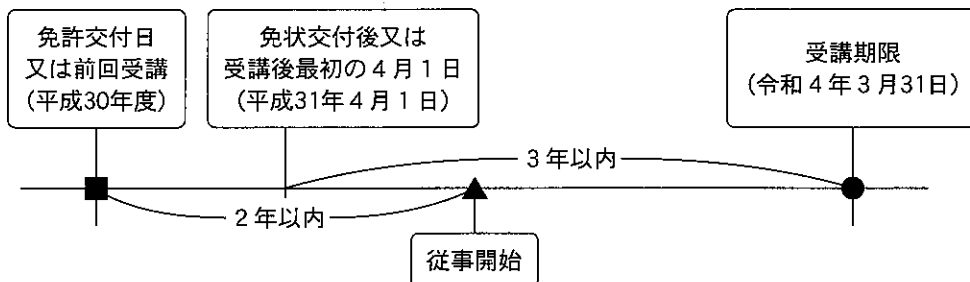 免許交付日
又は前回受講
(平成30年度)
免状交付後又は
受講後最初の4月1日
(平成31年4月1日)
受講期限
(令和4年3月31日)
3年以内
2年以内
従事開始